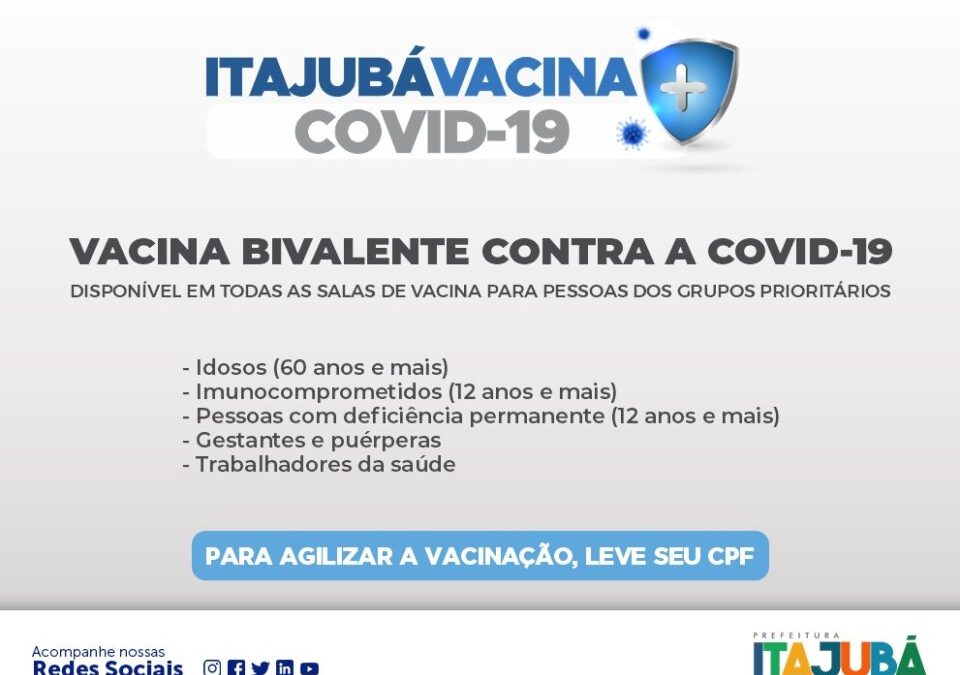 ITAJUBÁVACINA
COVID-19
VACINA BIVALENTE CONTRA A COVID-19
DISPONÍVEL EM TODAS AS SALAS DE VACINA PARA PESSOAS DOS GRUPOS PRIORITÁRIOS
- Idosos (60 anos e mais)
- Imunocomprometidos (12 anos e mais)
- Pessoas com deficiência permanente (12 anos e mais)
- Gestantes e puérperas
- Trabalhadores da saúde
PARA AGILIZAR A VACINAÇÃO, LEVE SEU CPF
Acompanhe nossas
Redes Sociais
PREFEITURA
ITAJUBÁ